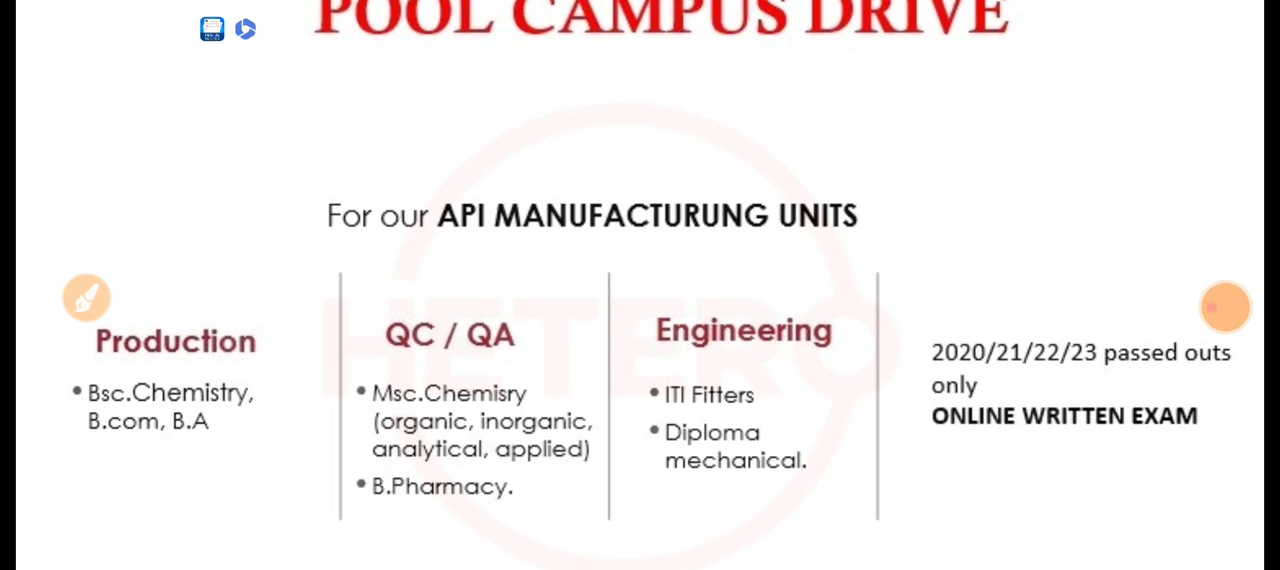 POOL CAMPUS DRIVE
For our API MANUFACTURUNG UNITS
HETERO
Production
• Bsc.Chemistry,
B.com, B.A
QC / QA
• Msc.Chemisry
(organic, inorganic,
analytical, applied)
• B.Pharmacy.
Engineering
• ITI Fitters
• Diploma
mechanical.
2020/21/22/23 passed outs
only
ONLINE WRITTEN EXAM